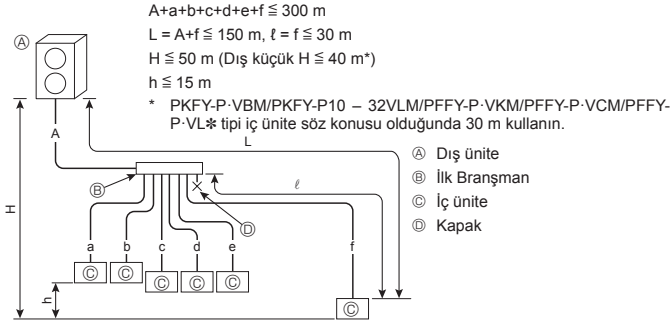 A+a+b+c+d+e+f ≦ 300 m
L = A+f ≦ 150 m, ℓ = f ≦ 30 m
H ≦ 50 m (Dış küçük H ≦ 40 m*)
h ≦ 15 m
* PKFY-P·VBM/PKFY-P10 – 32VLM/PFFY-P·VKM/PFFY-P·VCM/PFFY-
P·VL✽ tipi iç ünite söz konusu olduğunda 30 m kullanın.
Ⓐ
L
A
Ⓐ Dış ünite
Ⓑ İlk Branşman
Ⓒ İç ünite
Ⓓ Kapak
Ⓑ
ℓ
Ⓓ
H
a b c d e f
Ⓒ Ⓒ Ⓒ Ⓒ Ⓒ
h
Ⓒ